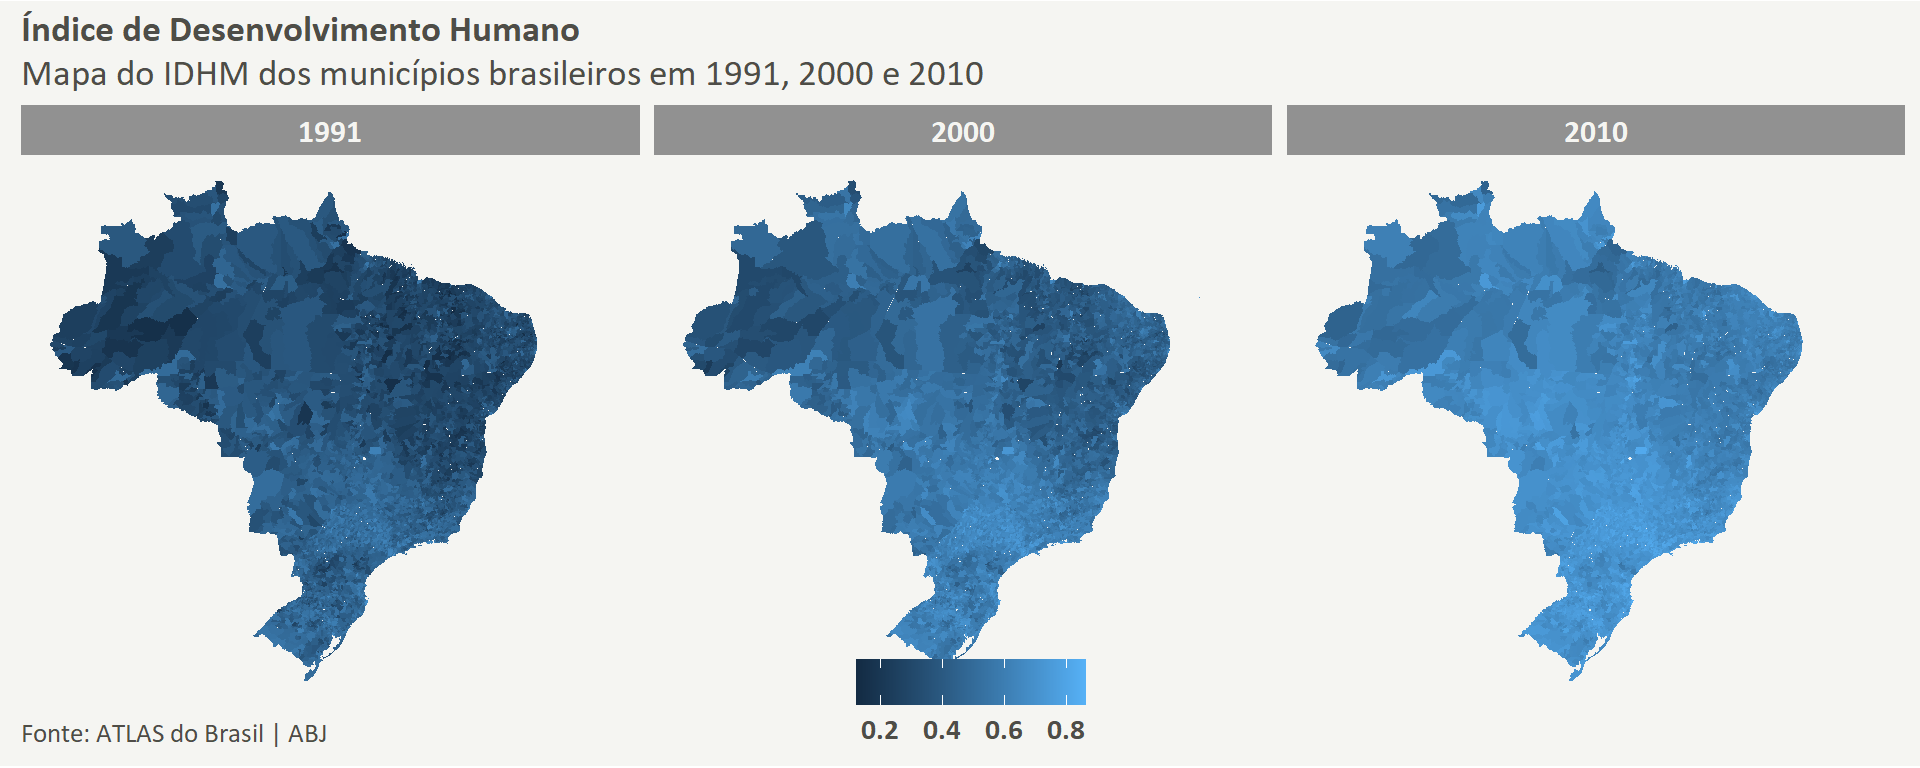 Índice de Desenvolvimento Humano
Mapa do IDHM dos municípios brasileiros em 1991, 2000 e 2010
1991 2000 2010
0.2 0.4 0.6 0.8
Fonte: ATLAS do Brasil | ABJ